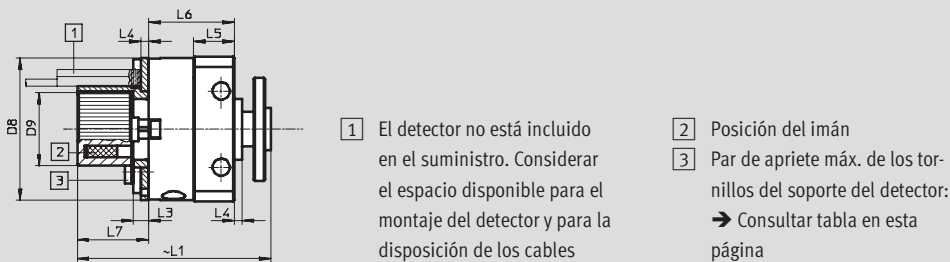 L6
L4
L5
1
D8
D9
2
3
L3
L4
L7
~L1
1 El detector no está incluido
en el suministro. Considerar
el espacio disponible para el
montaje del detector y para la
disposición de los cables
2 Posición del imán
3 Par de apriete máx. de los tor-
nillos del soporte del detector:
➔ Consultar tabla en esta
página